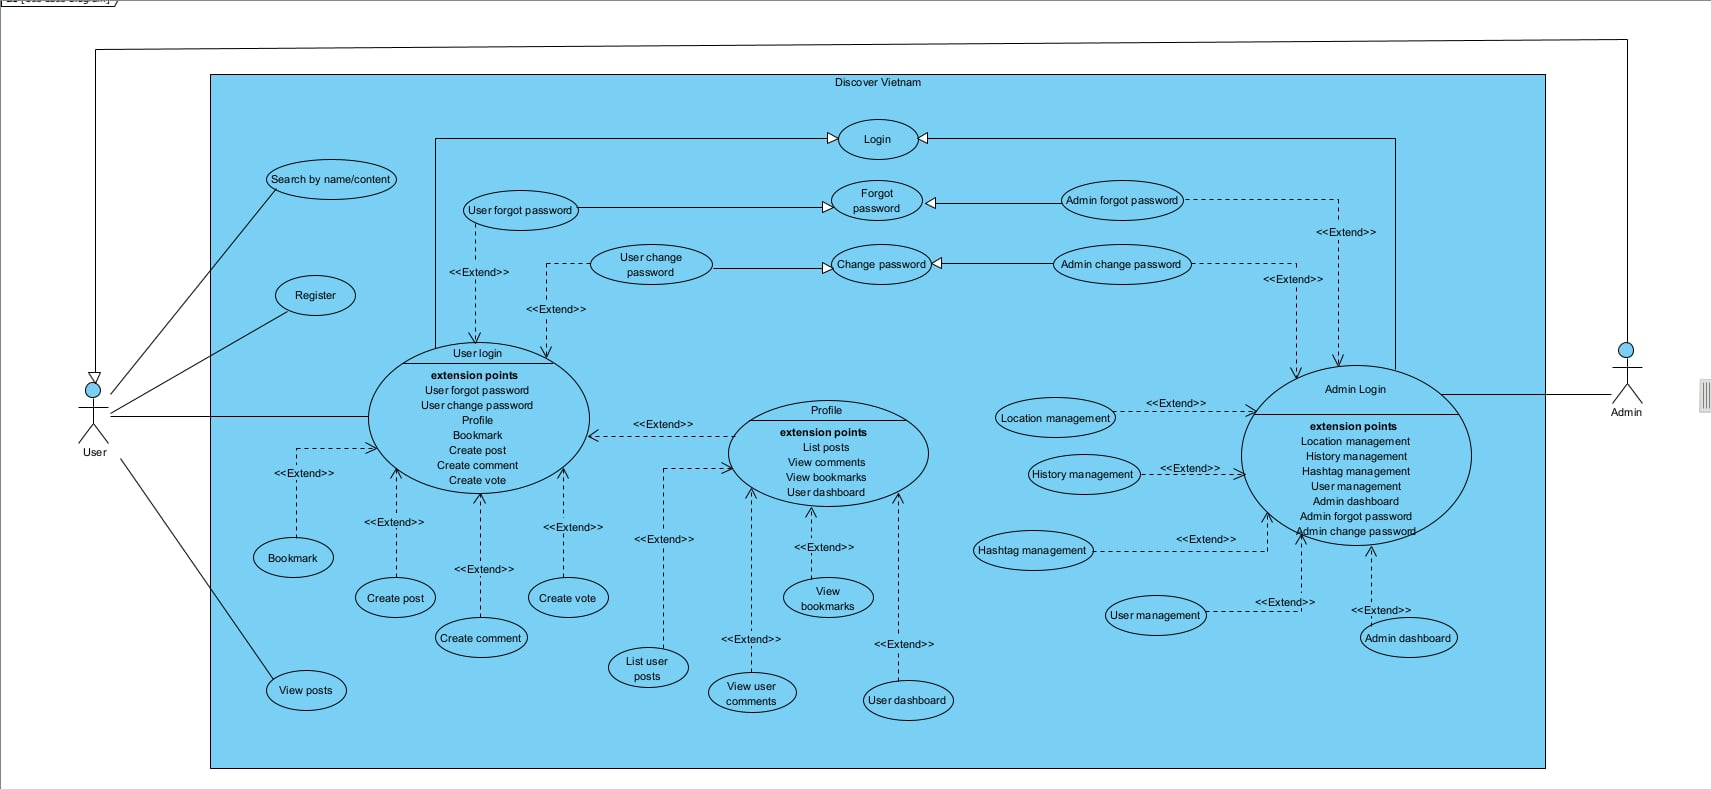 Discover Vietnam
Login
Search by name/content
Forgot
password
User forgot password
Admin forgot password
<<Extend>>
User change
password
Change password
Admin change password
<<Extend>>
<<Extend>>
Register
<<Extend>>
User login
extension points
User forgot password
User change password
Profile
Bookmark
Create post
Create comment
Create vote
Profile
extension points
List posts
View comments
View bookmarks
User dashboard
Admin Login
extension points
Location management
History management
Hashtag management
User management
Admin dashboard
Admin forgot password
Admin change password
User
Admin
<<Extend>>
Location management
<<Extend>>
<<Extend>>
History management
<<Extend>>
<<Extend>>
<<Extend>>
<<Extend>>
<<Extend>>
<<Extend>>
Hashtag management
<<Extend>>
Bookmark
<<Extend>>
Create post
Create vote
View
bookmarks
<<Extend>>
User management
<<Extend>>
Create comment
<<Extend>>
<<Extend>>
Admin dashboard
List user
posts
View posts
View user
comments
User dashboard